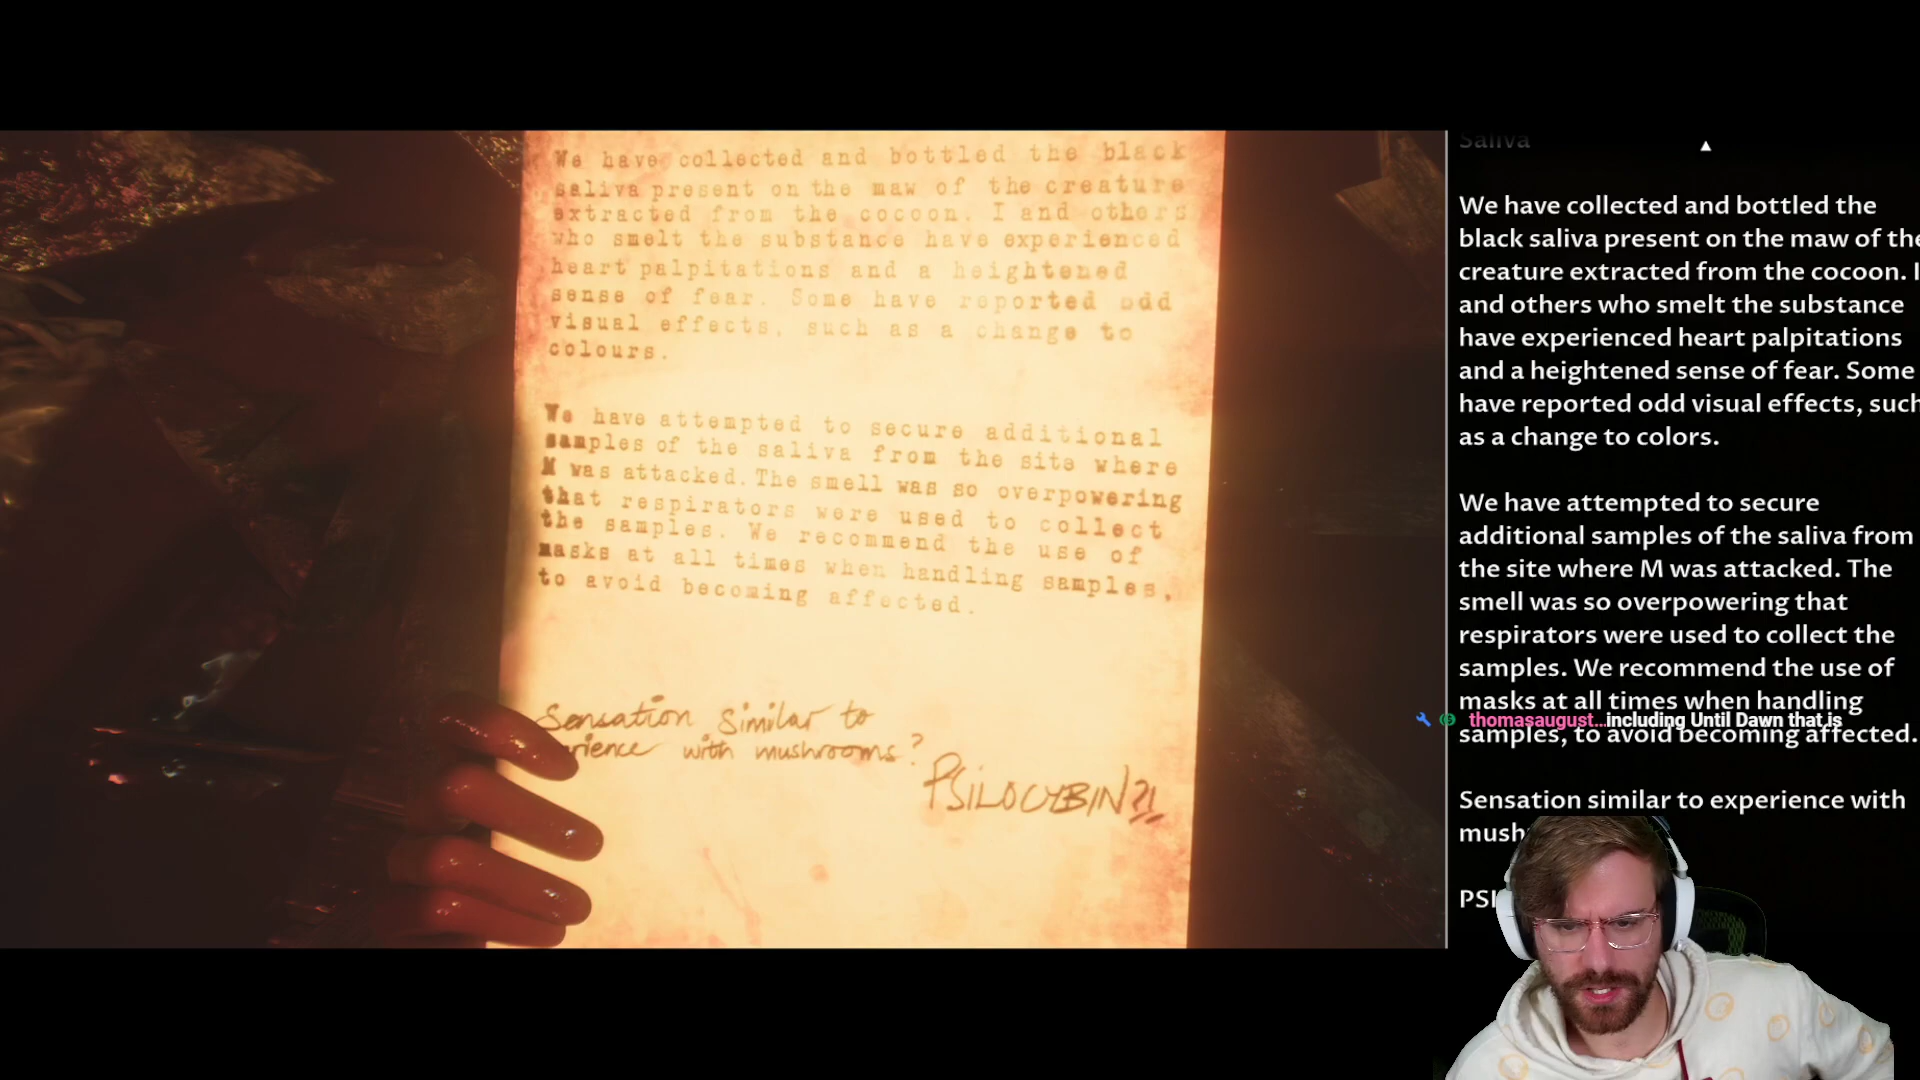 We have collected and bottled the black
saliva present on the maw of the creature
extracted from the cocoon. I and others
who smelt the substance have experienced
heart palpitations and a heightened
sense of fear. Some have reported odd
visual effects, such as a change to
colours.
We have attempted to secure additional
samples of the saliva from the site where
M was attacked. The smell was so overpowering
that respirators were used to collect
the samples. We recommend the use of
masks at all times when handling samples,
to avoid becoming affected.
Sensation similar to
rience with mushrooms?
PSILOCYBIN?!
Saliva
We have collected and bottled the
black saliva present on the maw of the
creature extracted from the cocoon. I
and others who smelt the substance
have experienced heart palpitations
and a heightened sense of fear. Some
have reported odd visual effects, such
as a change to colors.
We have attempted to secure
additional samples of the saliva from
the site where M was attacked. The
smell was so overpowering that
respirators were used to collect the
samples. We recommend the use of
masks at all times when handling
thomasaugust...including Until Dawn that is
samples, to avoid becoming affected.
Sensation similar to experience with
mush
PSI